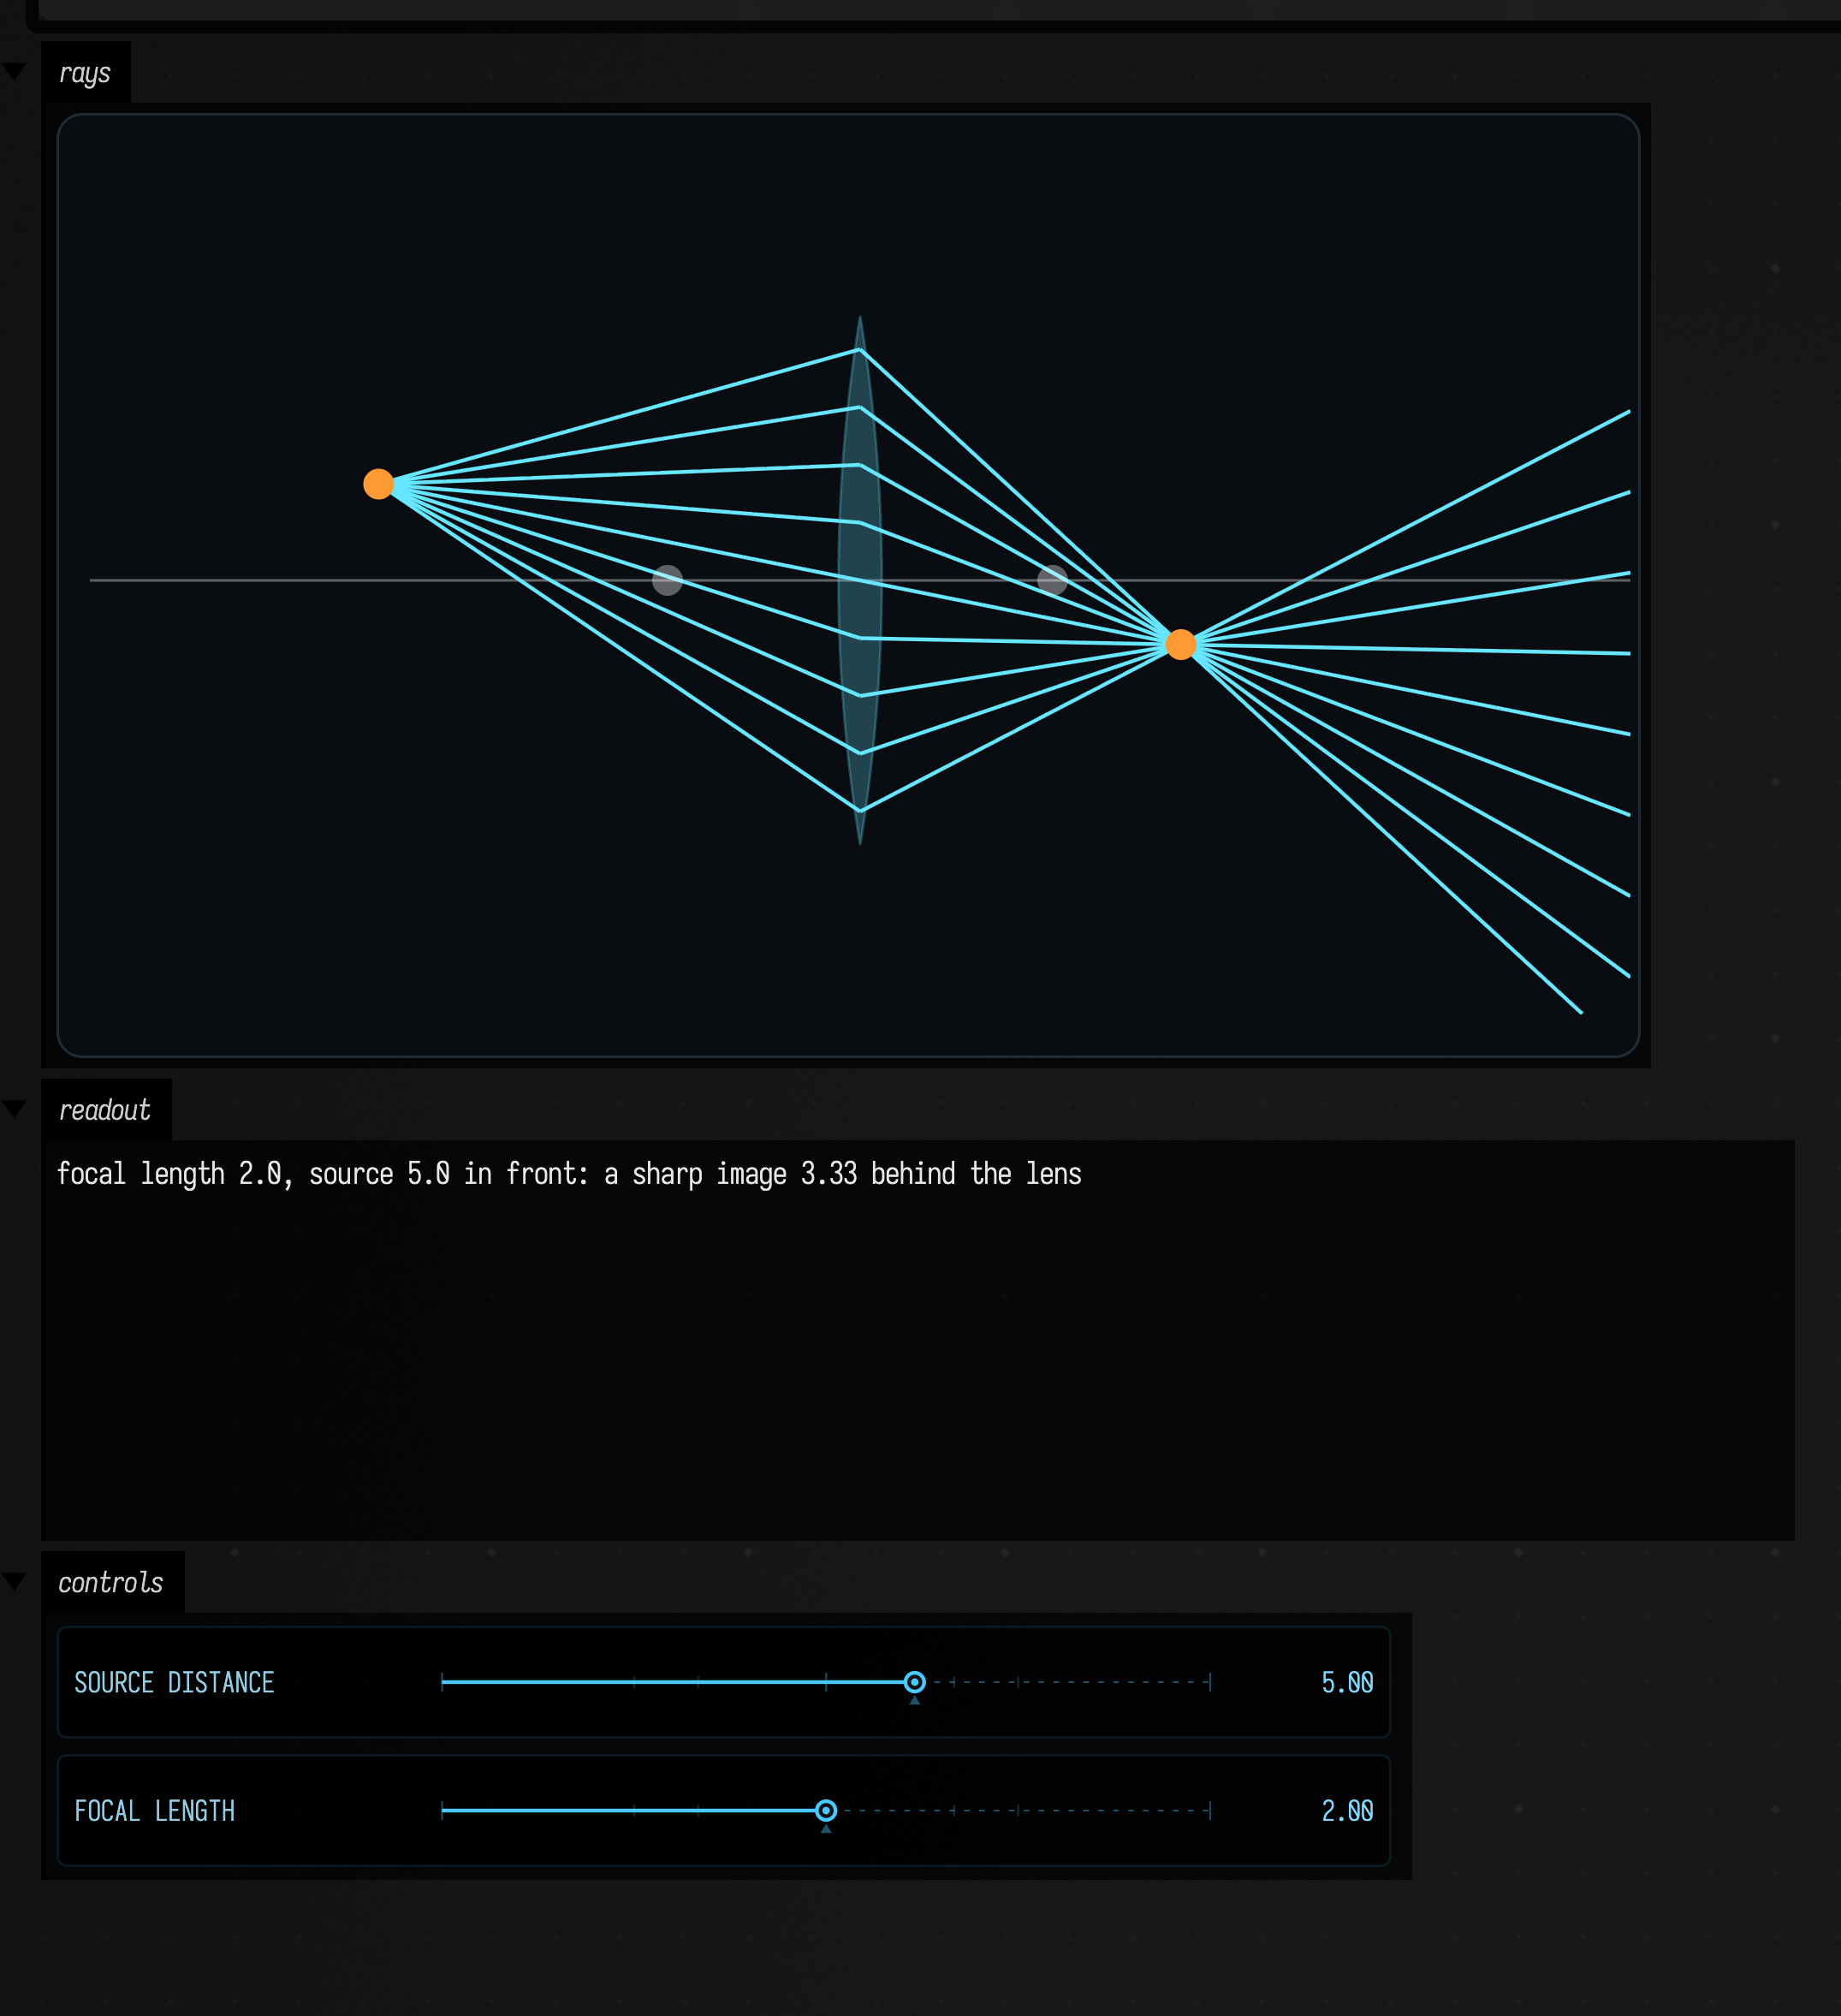 rays
readout
focal length 2.0, source 5.0 in front: a sharp image 3.33 behind the lens
controls
SOURCE DISTANCE 5.00
FOCAL LENGTH 2.00